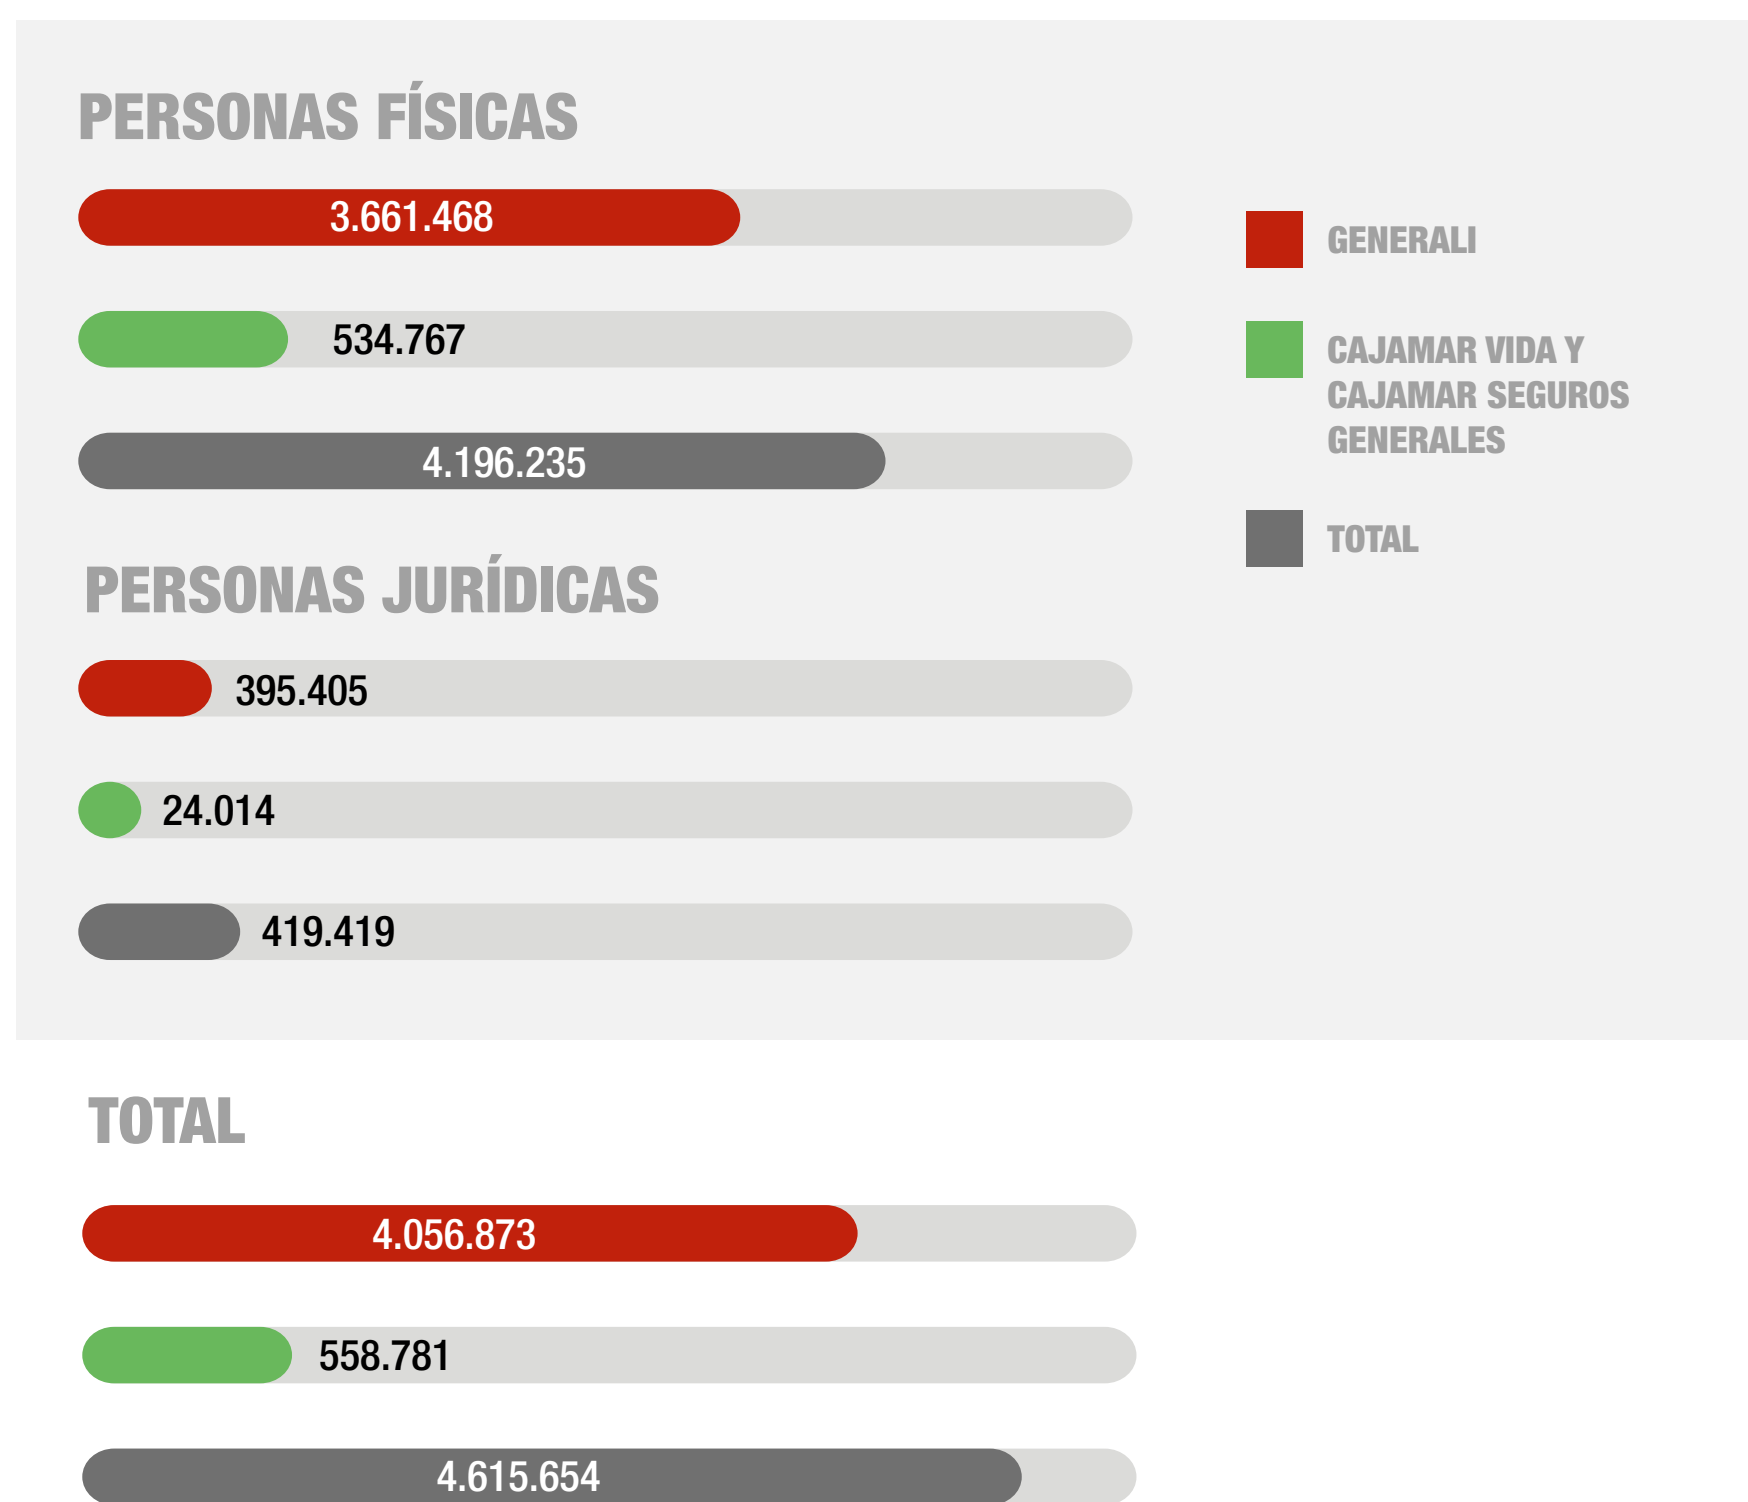 PERSONAS FÍSICAS
3.661.468
534.767
4.196.235
GENERALI
CAJAMAR VIDA Y
CAJAMAR SEGUROS
GENERALES
TOTAL
PERSONAS JURÍDICAS
395.405
24.014
419.419
TOTAL
4.056.873
558.781
4.615.654